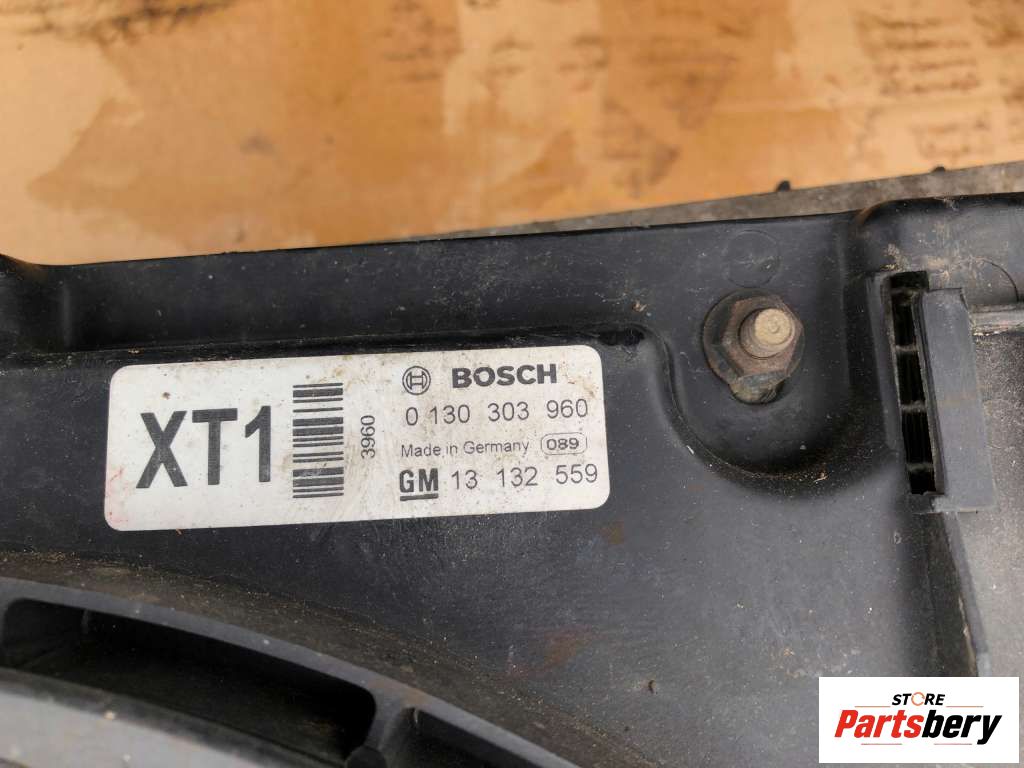 XT1
3960
BOSCH
0 130 303 960
Made in Germany 089
GM 13 132 559
STORE
Partsbery